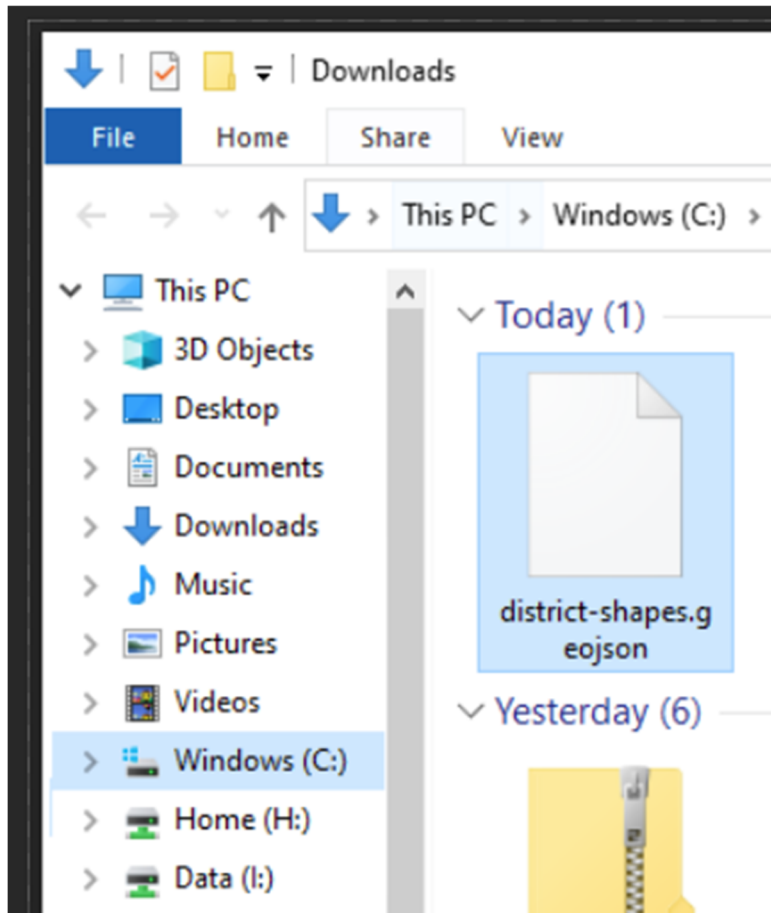 Downloads
File Home Share View
This PC > Windows (C:) >
This PC
3D Objects
Desktop
Documents
Downloads
Music
Pictures
Videos
Windows (C:)
Home (H:)
Data (I:)
Today (1)
district-shapes.g
eojson
Yesterday (6)